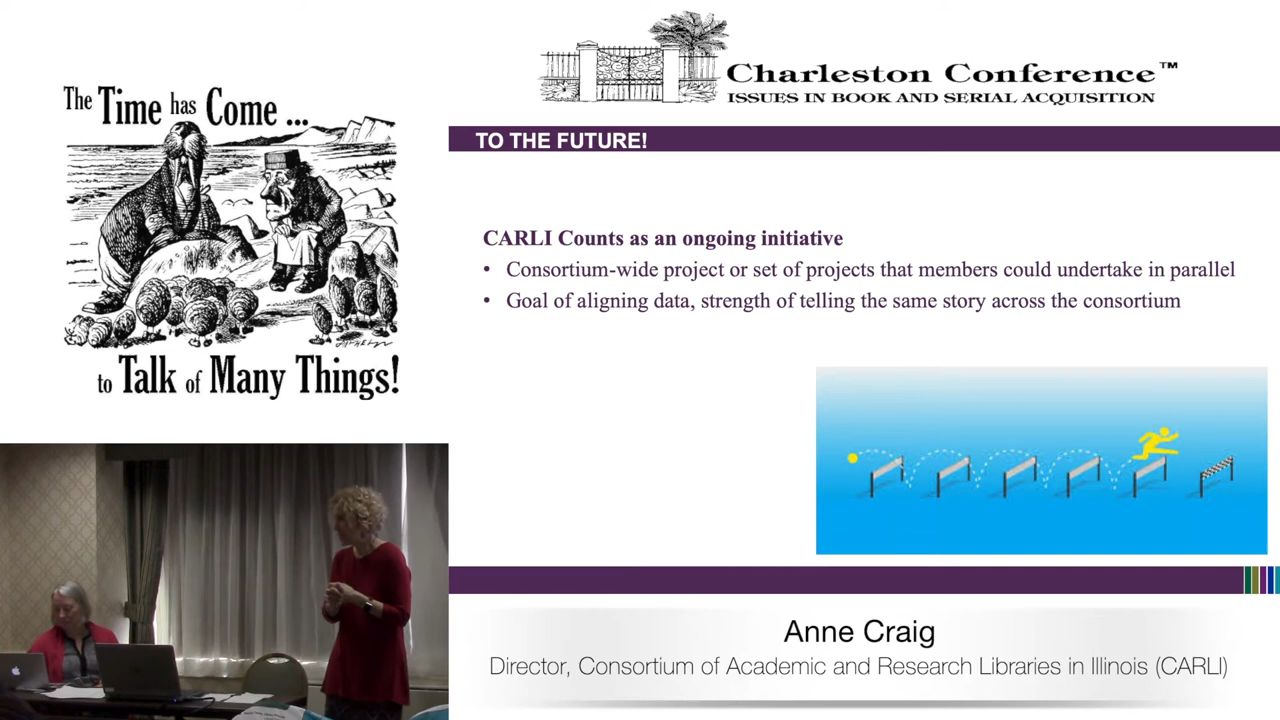 The Time has Come ...
to Talk of Many Things!
Charleston Conference™
ISSUES IN BOOK AND SERIAL ACQUISITION
TO THE FUTURE!
CARLI Counts as an ongoing initiative
• Consortium-wide project or set of projects that members could undertake in parallel
• Goal of aligning data, strength of telling the same story across the consortium
Anne Craig
Director, Consortium of Academic and Research Libraries in Illinois (CARLI)